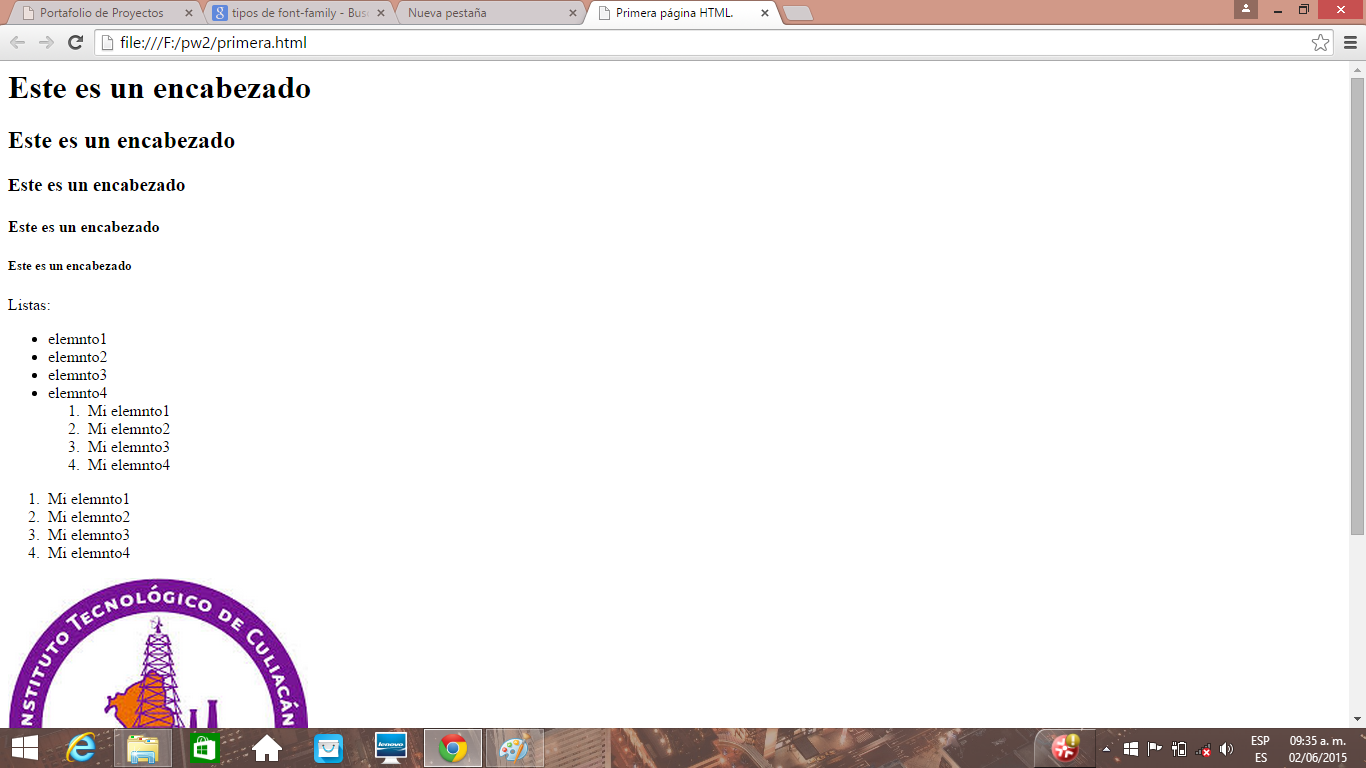 Portafolio de Proyectos
tipos de font-family - Bus
Nueva pestaña
Primera página HTML.
file:///F:/pw2/primera.html
Este es un encabezado
Este es un encabezado
Este es un encabezado
Este es un encabezado
Este es un encabezado
Listas:
elemnto1
elemnto2
elemnto3
elemnto4
1. Mi elemnto1
2. Mi elemnto2
3. Mi elemnto3
4. Mi elemnto4
1. Mi elemnto1
2. Mi elemnto2
3. Mi elemnto3
4. Mi elemnto4
NSTITUTO TECNOLÓGICO DE CULIACÁN
lenovo
ESP 09:35 a. m.
ES 02/06/2015